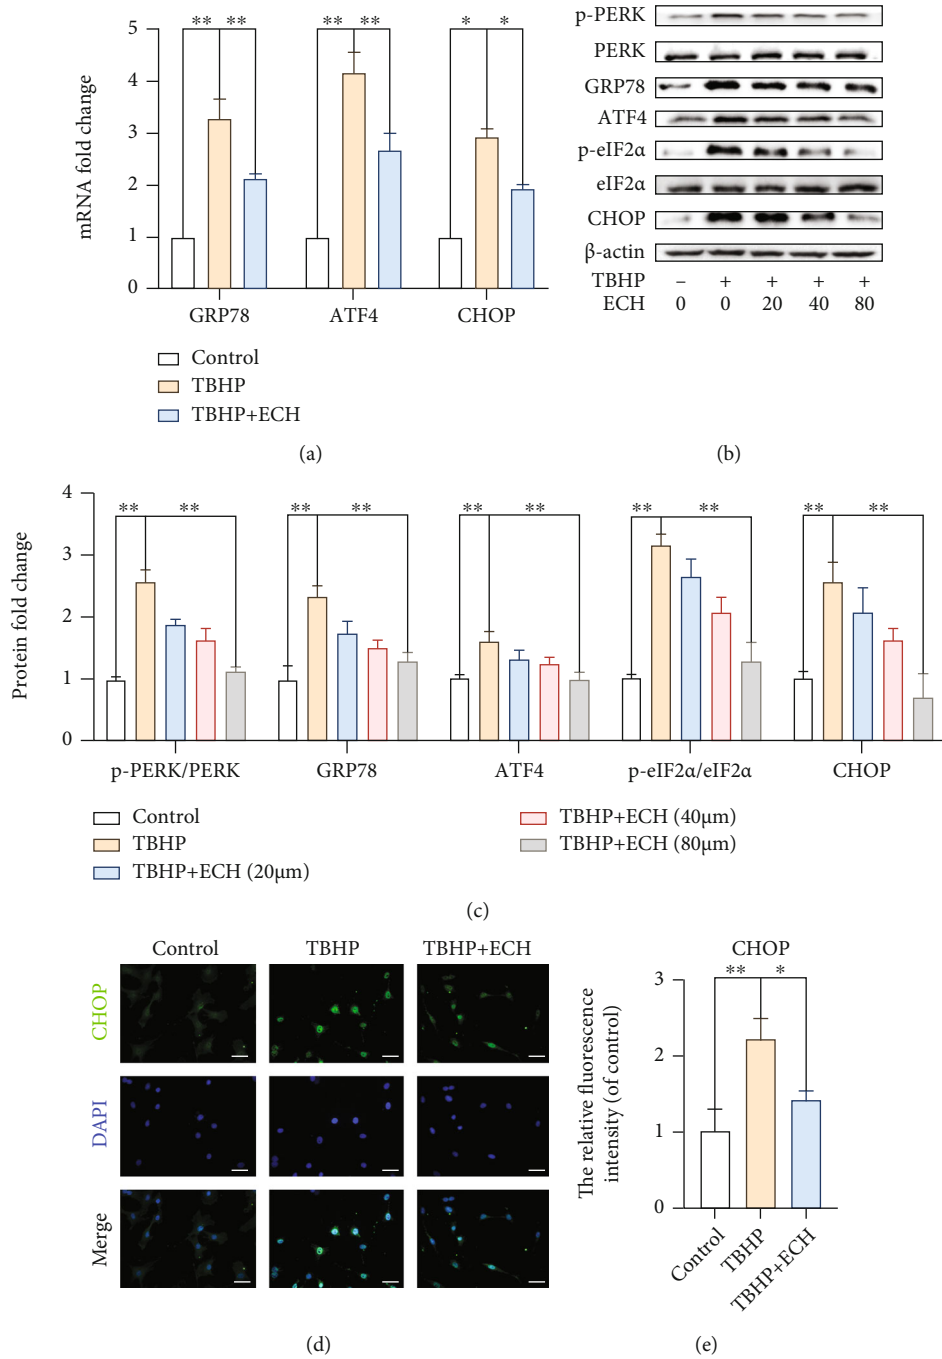 ** ** ** ** * *
5
4
3
2
1
0
mRNA fold change
GRP78 ATF4 CHOP
Control
TBHP
TBHP+ECH
(a)
p-PERK
PERK
GRP78
ATF4
p-eIF2α
eIF2α
CHOP
β-actin
TBHP – + + + +
ECH 0 0 20 40 80
(b)
** ** ** ** ** ** ** ** ** **
4
3
2
1
0
Protein fold change
p-PERK/PERK GRP78 ATF4 p-eIF2α/eIF2α CHOP
Control
TBHP
TBHP+ECH (20μm)
TBHP+ECH (40μm)
TBHP+ECH (80μm)
(c)
Control TBHP TBHP+ECH
CHOP
DAPI
Merge
(d)
CHOP
** *
3
2
1
0
The relative fluorescence
intensity (of control)
Control
TBHP
TBHP+ECH
(e)